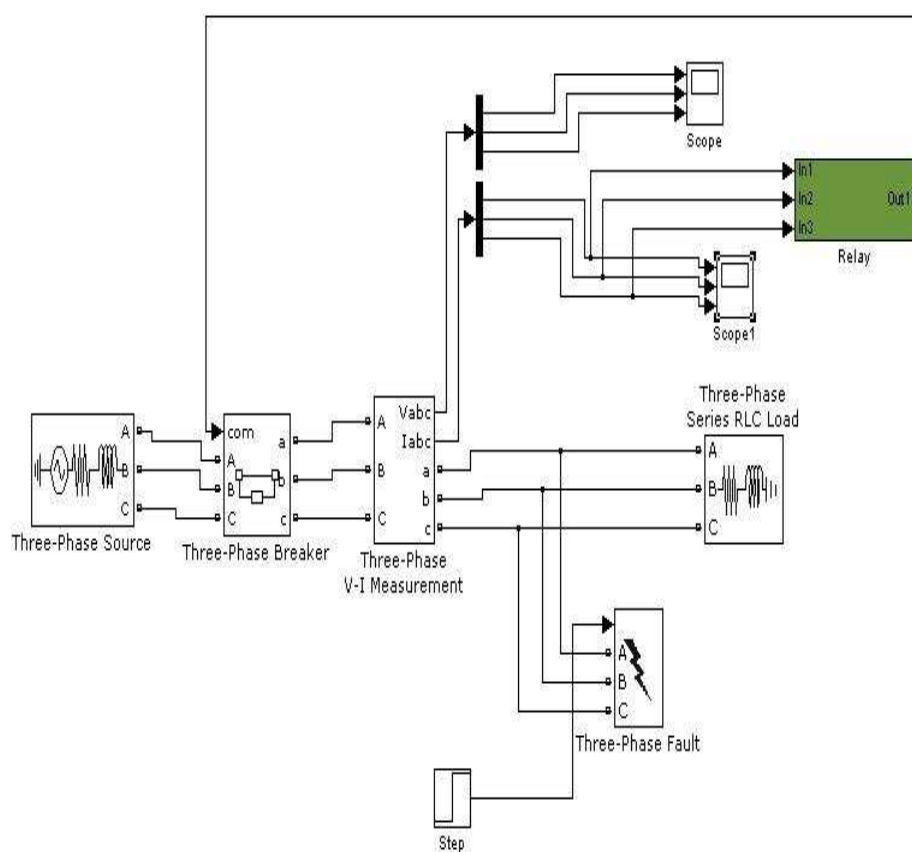 Scope
In1
In2
In3
Out1
Relay
Scope1
Three-Phase
Series RLC Load
A
B
C
Vabc
Iabc
A
B
C
a
b
c
Three-Phase
V-I Measurement
com
A
B
C
a
b
c
Three-Phase Breaker
A
B
C
Three-Phase Source
A
B
C
Three-Phase Fault
Step